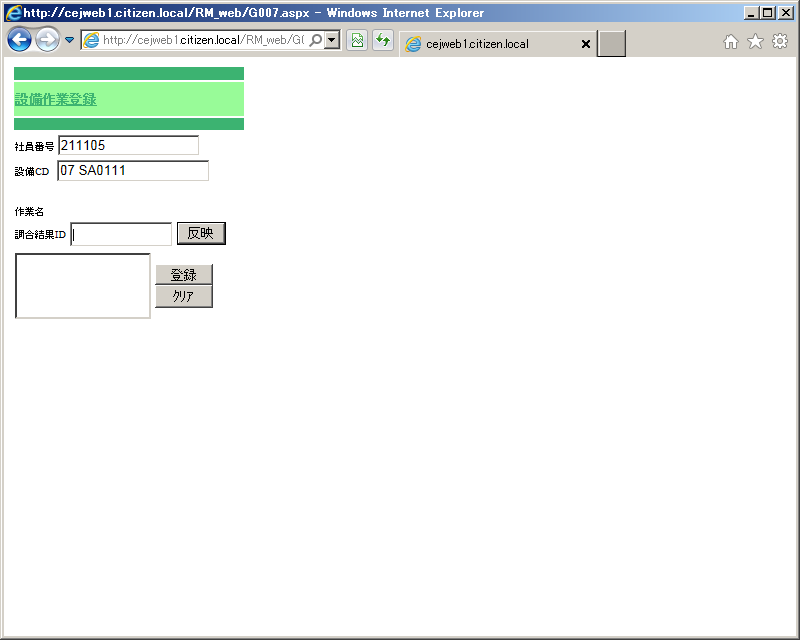 http://cejweb1.citizen.local/RM_web/G007.aspx - Windows Internet Explorer
http://cejweb1.citizen.local/RM_web/G(
cejweb1.citizen.local
設備作業登録
社員番号 211105
設備CD 07 SA0111
作業名
調合結果ID 反映
登録
クリア